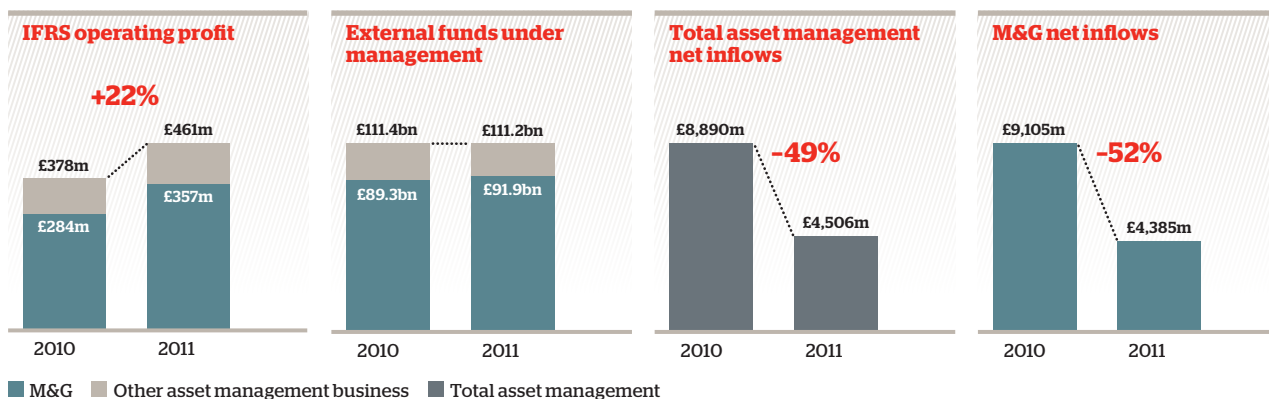 IFRS operating profit
+22%
£378m
£461m
£284m
£357m
2010
2011
External funds under
management
£111.4bn
£111.2bn
£89.3bn
£91.9bn
2010
2011
Total asset management
net inflows
£8,890m
-49%
£4,506m
2010
2011
M&G net inflows
£9,105m
-52%
£4,385m
2010
2011
M&G
Other asset management business
Total asset management